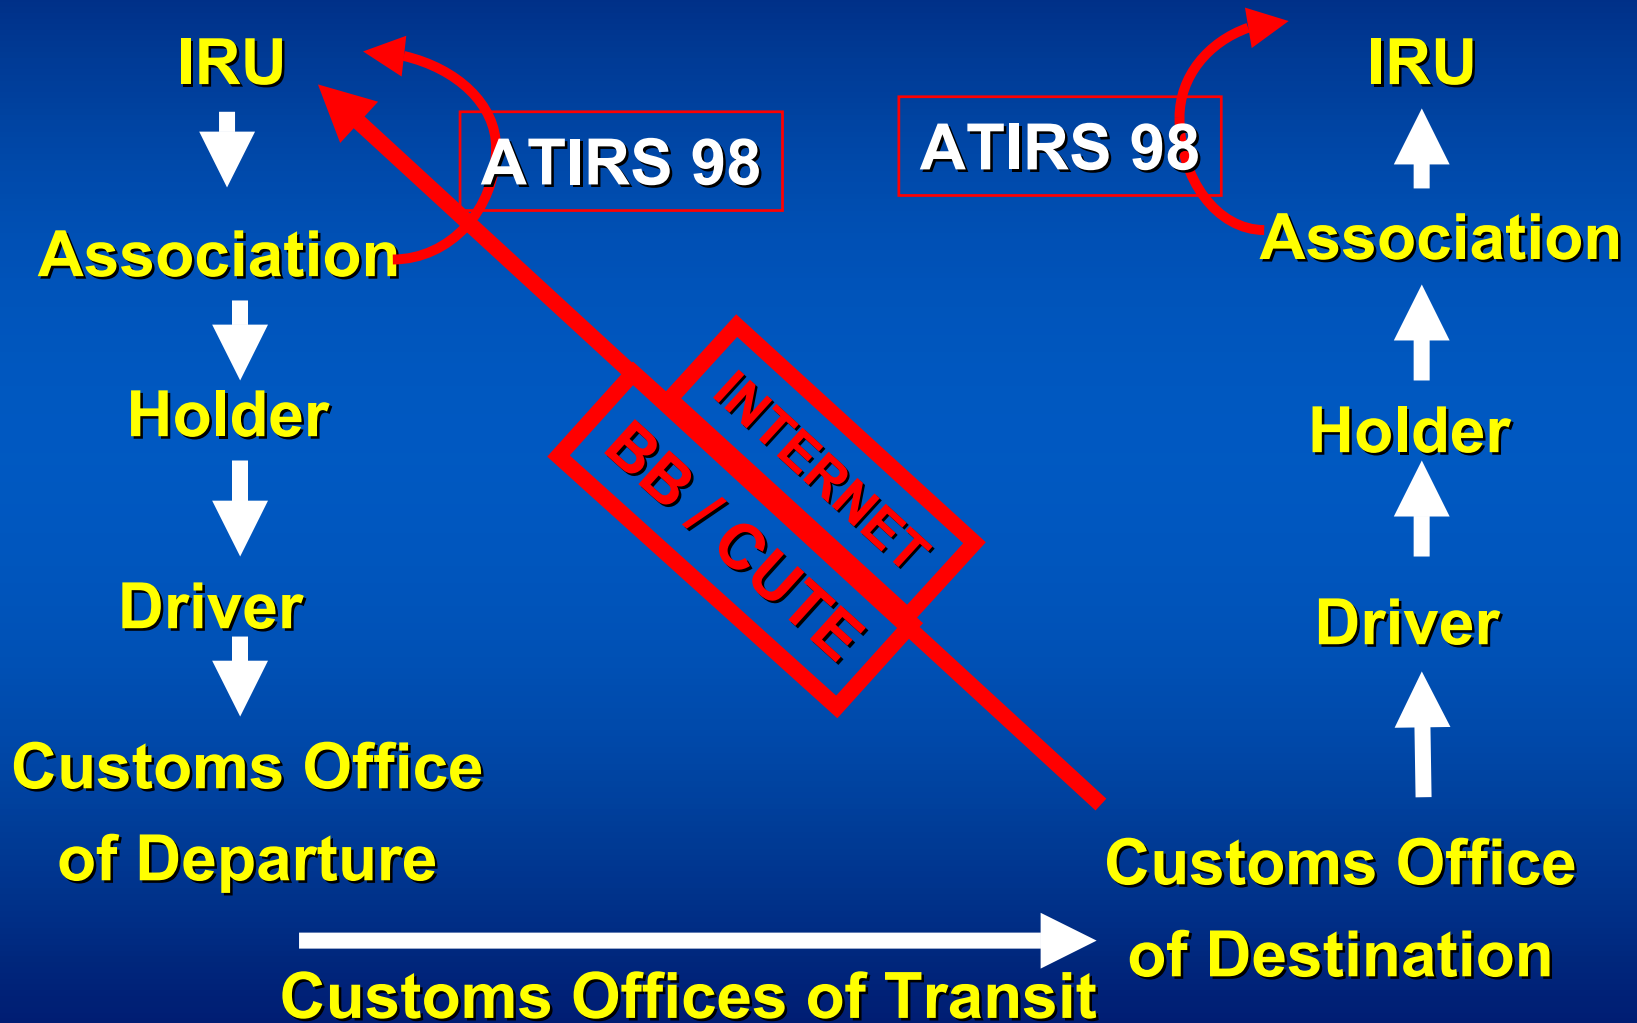 IRU
ATIRS 98
Association
Holder
Driver
Customs Office
of Departure
INTERNET
BB / CUTE
Customs Offices of Transit
IRU
ATIRS 98
Association
Holder
Driver
Customs Office
of Destination